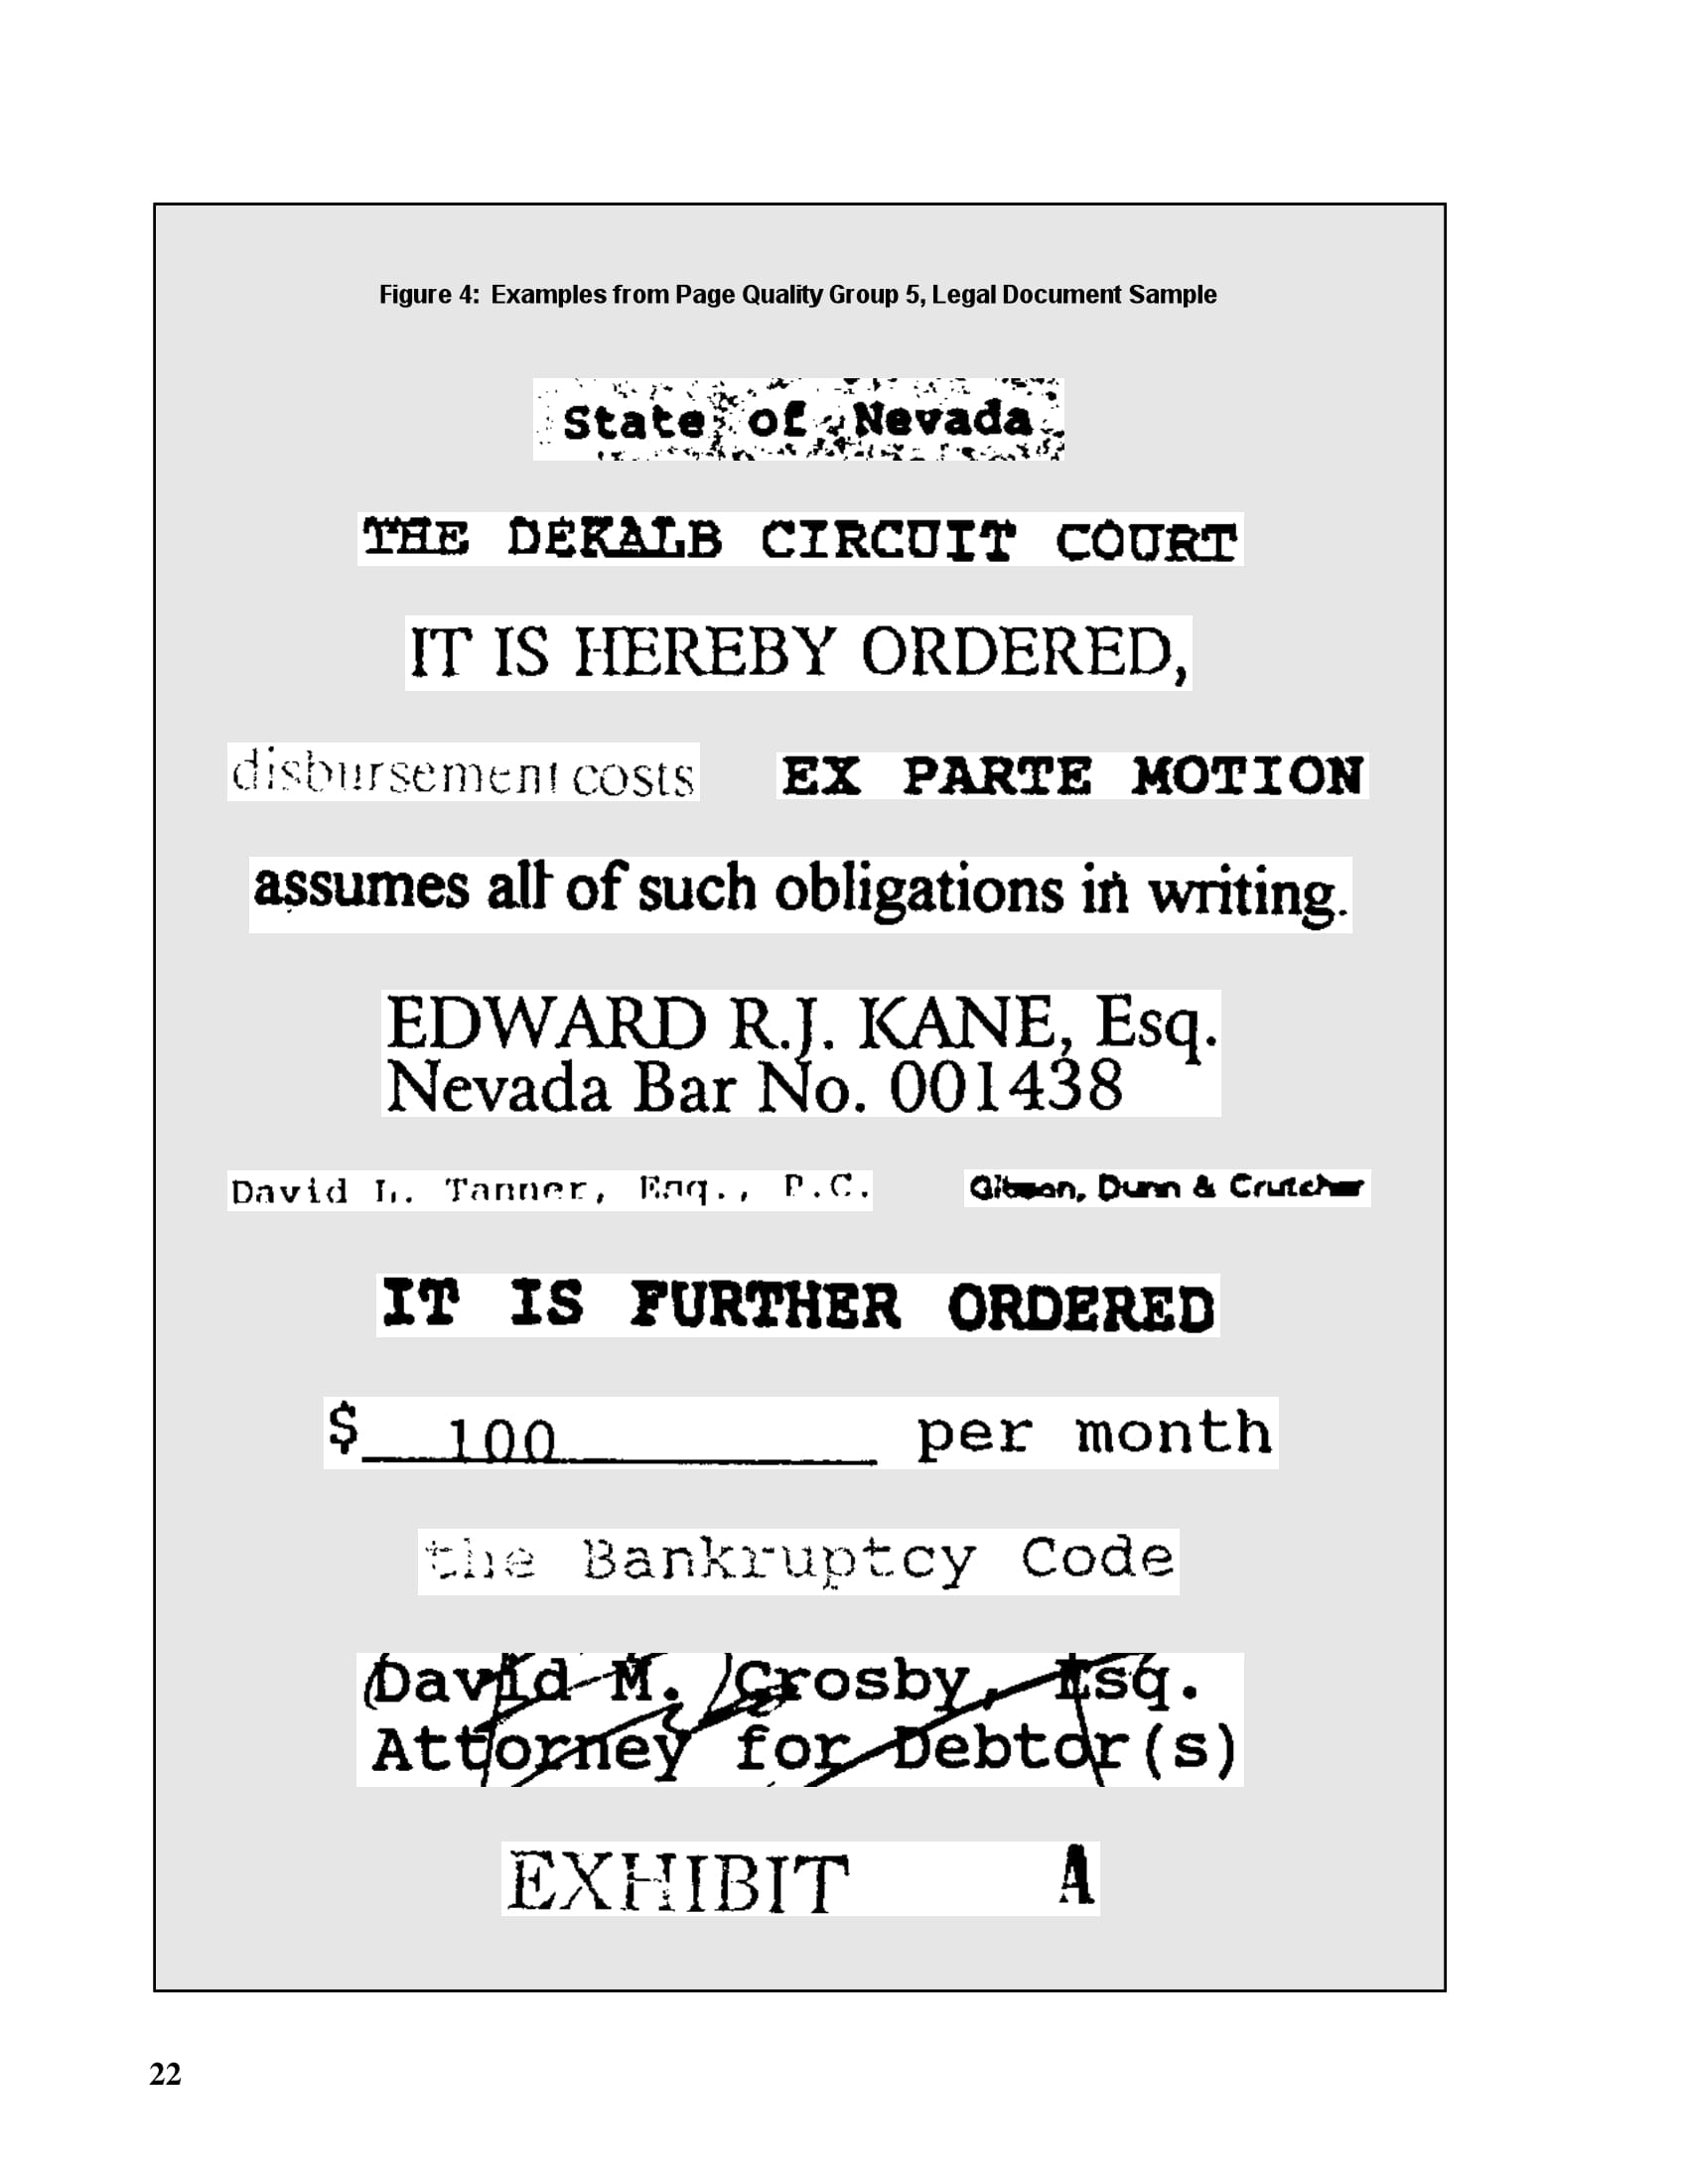 Figure 4: Examples from Page Quality Group 5, Legal Document Sample
State of Nevada
THE DEKALB CIRCUIT COURT
IT IS HEREBY ORDERED,
disbursement costs
EX PARTE MOTION
assumes all of such obligations in writing.
EDWARD R.J. KANE, Esq.
Nevada Bar No. 001438
David L. Tanner, Esq., P.C.
Gibson, Dunn & Crutcher
IT IS FURTHER ORDERED
$ 100 per month
the Bankruptcy Code
David M. Crosby, Esq.
Attorney for Debtor(s)
EXHIBIT A
22